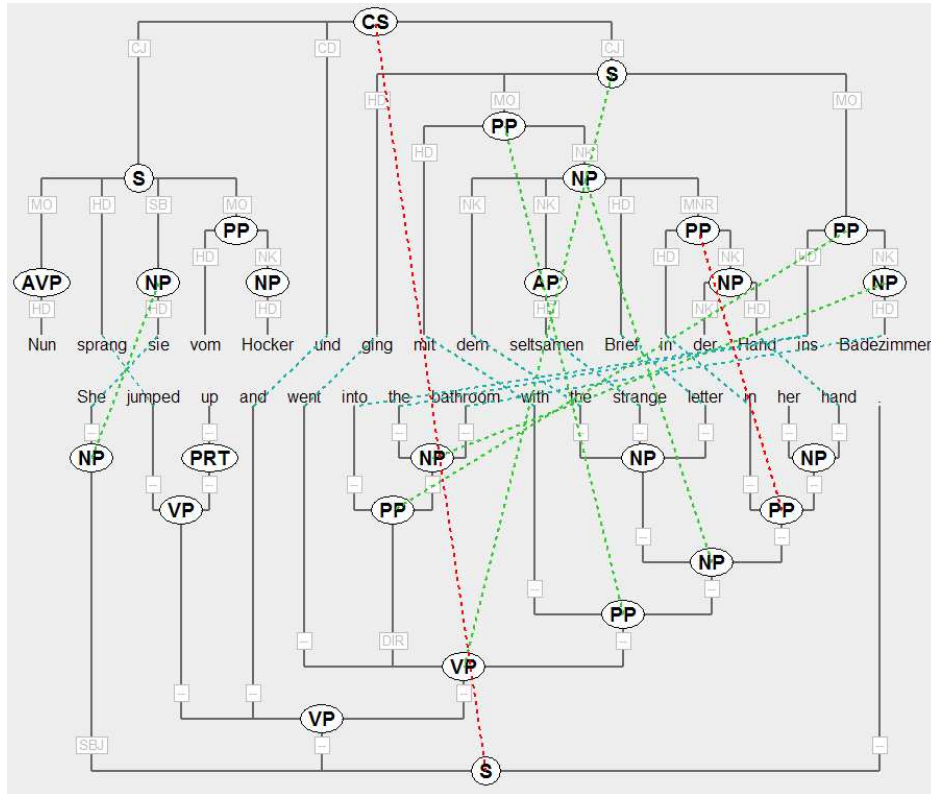 CS
CJ CD CJ
S
HD MO MO
PP
HD NK
S NP
MO HD SB MO NK NK HD MNR
PP PP PP
HD NK HD NK HD NK
AVP NP NP AP NP NP
HD HD HD HD NK HD HD
Nun sprang sie vom Hocker und ging mit dem seltsamen Brief in der Hand ins Badezimmer
She jumped up and went into the bathroom with the strange letter in her hand .
-- -- -- -- -- -- -- --
NP PRT NP NP NP
-- -- -- -- -- --
VP PP PP
-- -- --
NP
-- --
PP
-- DIR --
VP
-- -- --
VP
SBJ -- --
S